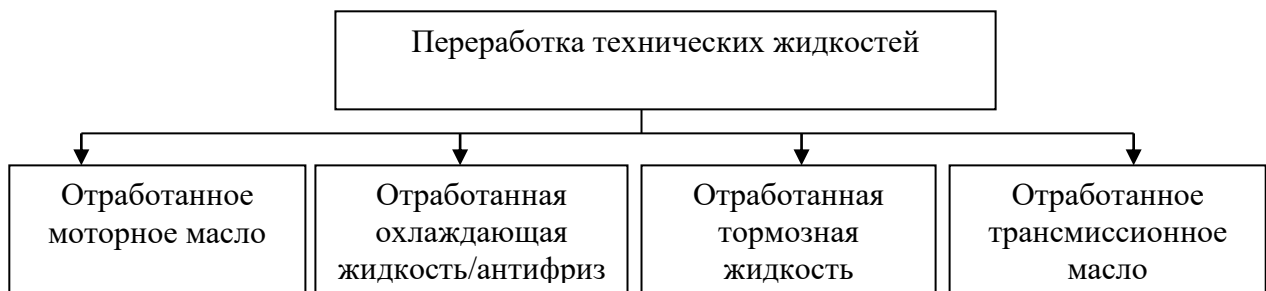 Переработка технических жидкостей
Отработанное
моторное масло
Отработанная
охлаждающая
жидкость/антифриз
Отработанная
тормозная
жидкость
Отработанное
трансмиссионное
масло